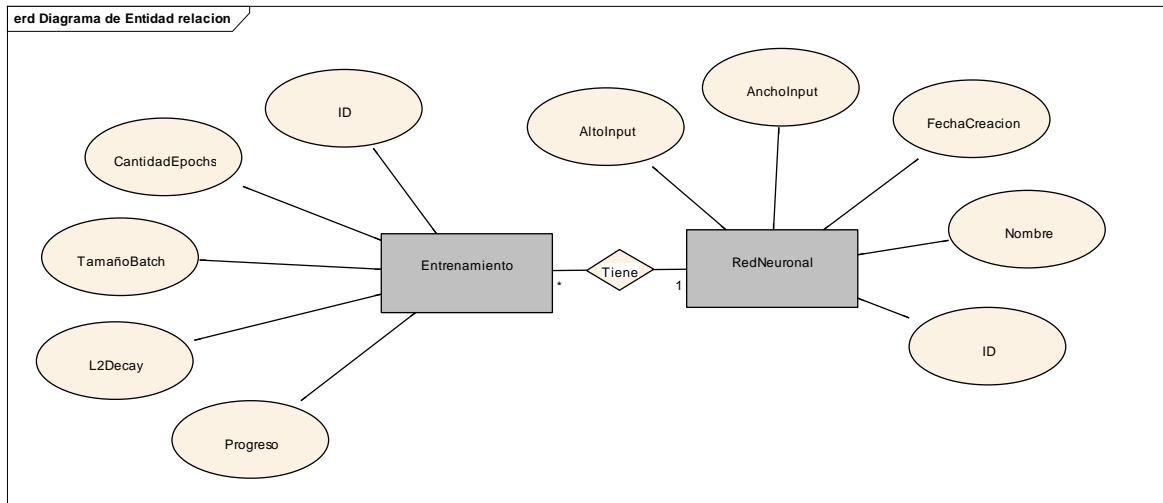 erd Diagrama de Entidad relacion
ID
CantidadEpochs
TamañoBatch
L2Decay
Progreso
Entrenamiento
*
Tiene
1
RedNeuronal
AltoInput
AnchoInput
FechaCreacion
Nombre
ID